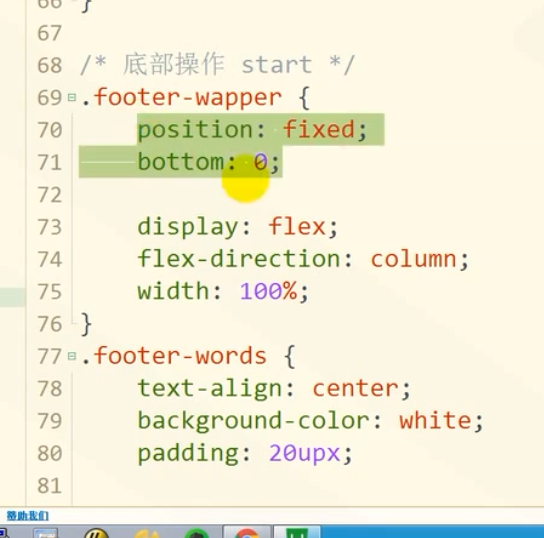 66 }
67
68 /* 底部操作 start */
69 .footer-wapper {
70 position: fixed;
71 bottom: 0;
72
73 display: flex;
74 flex-direction: column;
75 width: 100%;
76 }
77 .footer-words {
78 text-align: center;
79 background-color: white;
80 padding: 20upx;
81
帮助我们